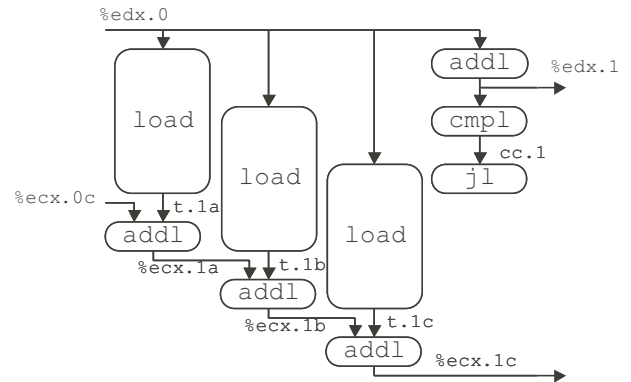 %edx.0
addl
%edx.1
load
cmpl
cc.1
load
jl
%ecx.0c
t.1a
load
addl
%ecx.1a
t.1b
addl
%ecx.1b
t.1c
addl
%ecx.1c